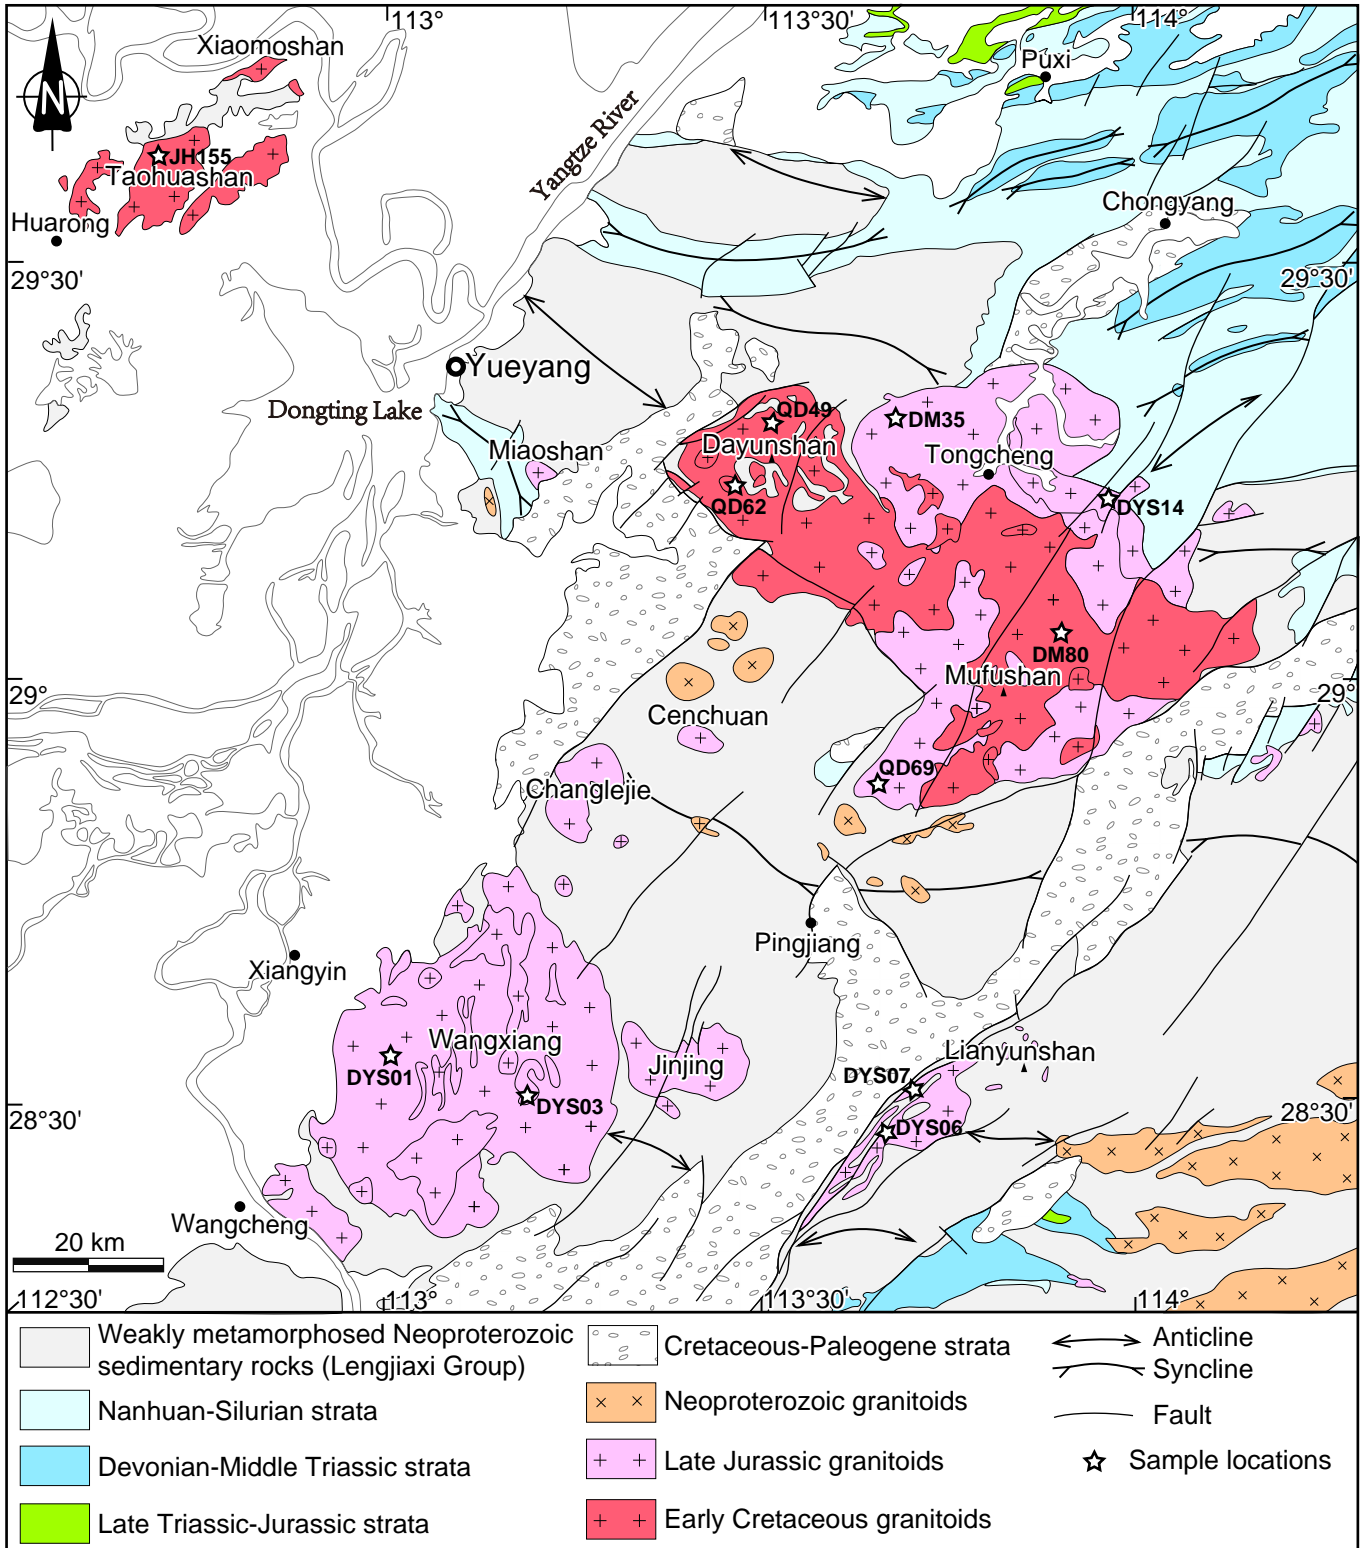 113°
113°30'
114°
Xiaomoshan
Puxi
N
Yangtze River
JH155
Taohuashan
Huarong
Chongyang
29°30'
29°30'
Yueyang
Dongting Lake
QD49
DM35
Dayunshan
Miaoshan
Tongcheng
QD62
DYS14
DM80
Mufushan
29°
29°
Cenchuan
QD69
Changlejie
Pingjiang
Xiangyin
Wangxiang
Lianyunshan
Jinjing
DYS01
DYS07
DYS03
DYS06
28°30'
28°30'
Wangcheng
20 km
112°30'
113°
113°30'
114°
Weakly metamorphosed Neoproterozoic
sedimentary rocks (Lengjiaxi Group)
Nanhuan-Silurian strata
Devonian-Middle Triassic strata
Late Triassic-Jurassic strata
Cretaceous-Paleogene strata
Neoproterozoic granitoids
Late Jurassic granitoids
Early Cretaceous granitoids
Anticline
Syncline
Fault
Sample locations